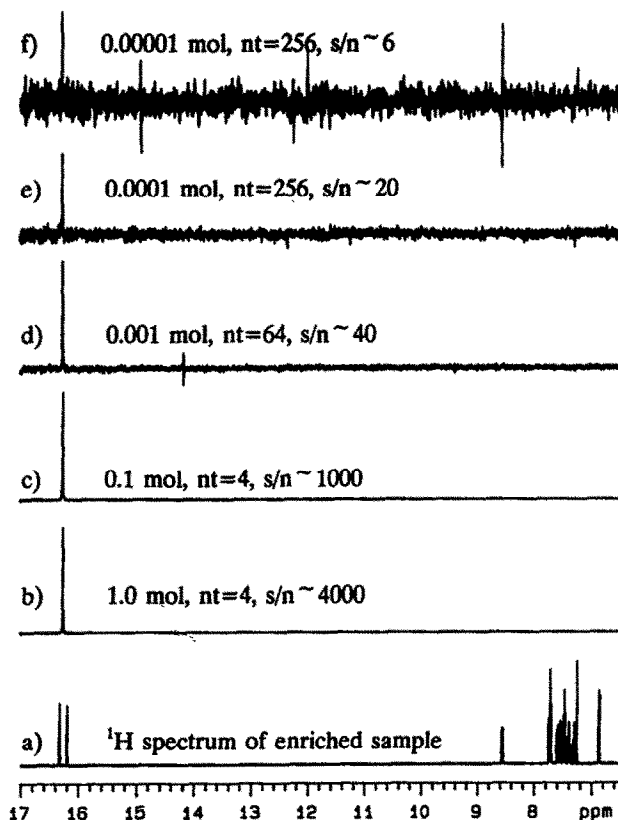 f) 0.00001 mol, nt=256, s/n ~ 6
e) 0.0001 mol, nt=256, s/n ~ 20
d) 0.001 mol, nt=64, s/n ~ 40
c) 0.1 mol, nt=4, s/n ~ 1000
b) 1.0 mol, nt=4, s/n ~ 4000
a) ¹H spectrum of enriched sample
17 16 15 14 13 12 11 10 9 8 ppm